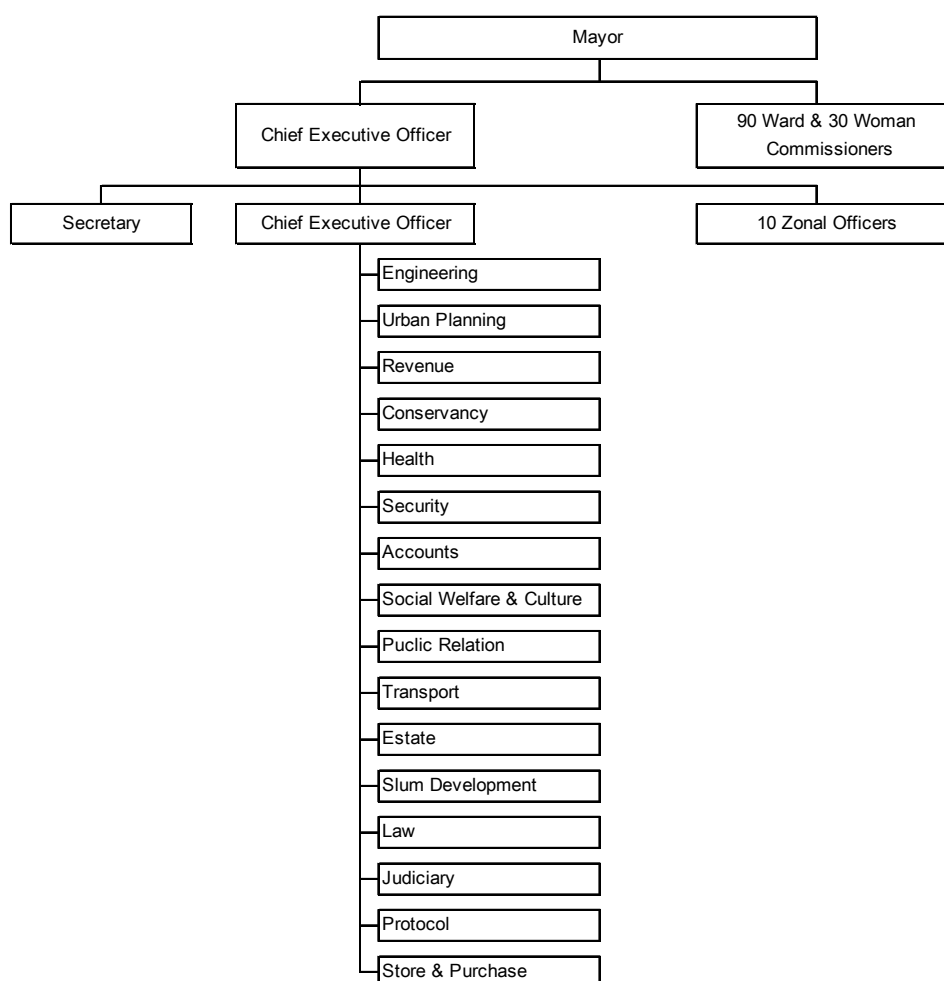 Mayor
Chief Executive Officer
90 Ward & 30 Woman
Commissioners
Secretary
Chief Executive Officer
10 Zonal Officers
Engineering
Urban Planning
Revenue
Conservancy
Health
Security
Accounts
Social Welfare & Culture
Puclic Relation
Transport
Estate
Slum Development
Law
Judiciary
Protocol
Store & Purchase